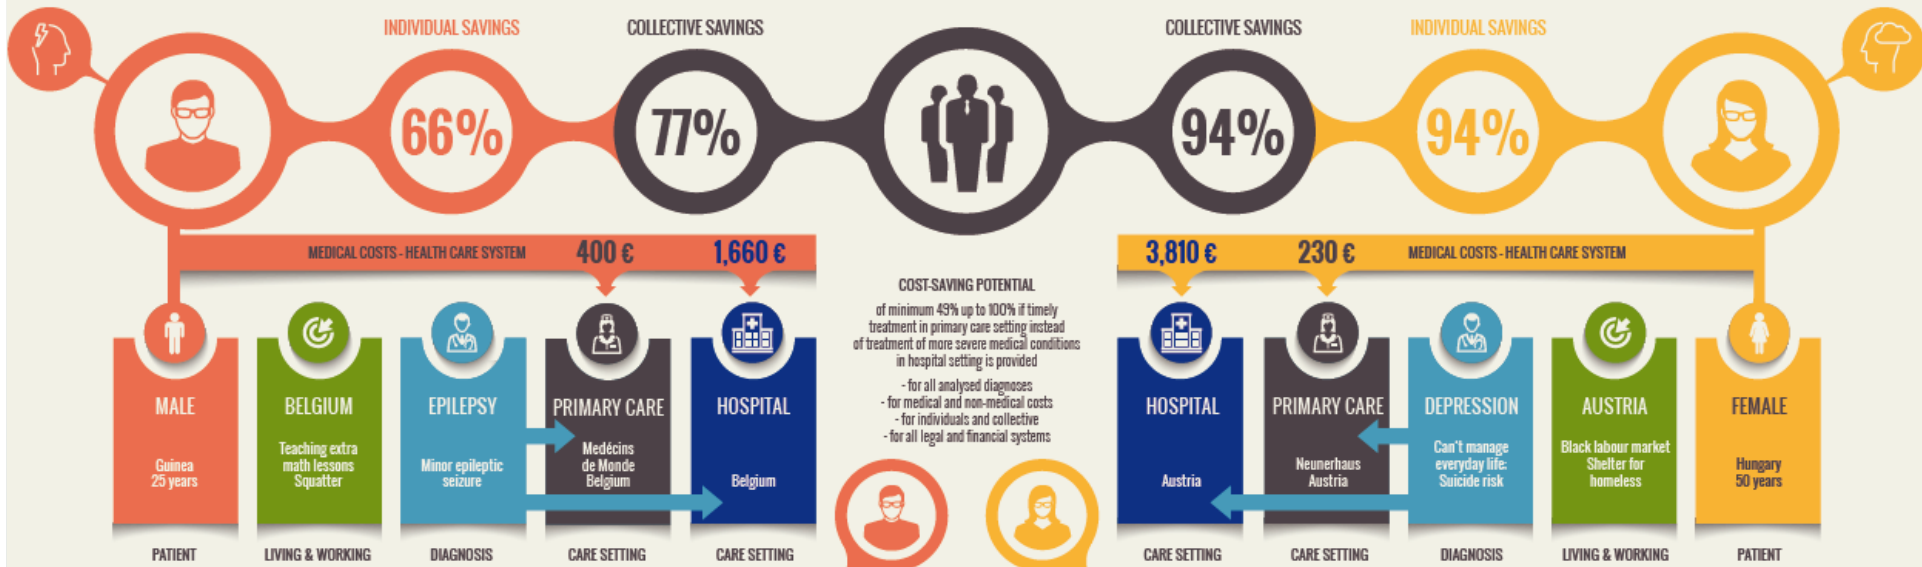 INDIVIDUAL SAVINGS
COLLECTIVE SAVINGS
COLLECTIVE SAVINGS
INDIVIDUAL SAVINGS
66%
77%
94%
94%
MEDICAL COSTS - HEALTH CARE SYSTEM
400 €
1,660 €
3,810 €
230 €
MEDICAL COSTS - HEALTH CARE SYSTEM
MALE
Guinea
25 years
PATIENT
BELGIUM
Teaching extra
math lessons
Squatter
LIVING & WORKING
EPILEPSY
Minor epileptic
seizure
DIAGNOSIS
PRIMARY CARE
Medécins
de Monde
Belgium
CARE SETTING
HOSPITAL
Belgium
CARE SETTING
COST-SAVING POTENTIAL
of minimum 49% up to 100% if timely
treatment in primary care setting instead
of treatment of more severe medical conditions
in hospital setting is provided
- for all analysed diagnoses
- for medical and non-medical costs
- for individuals and collective
- for all legal and financial systems
HOSPITAL
Austria
CARE SETTING
PRIMARY CARE
Neunerhaus
Austria
CARE SETTING
DEPRESSION
Can't manage
everyday life;
Suicide risk
DIAGNOSIS
AUSTRIA
Black labour market
Shelter for
homeless
LIVING & WORKING
FEMALE
Hungary
50 years
PATIENT